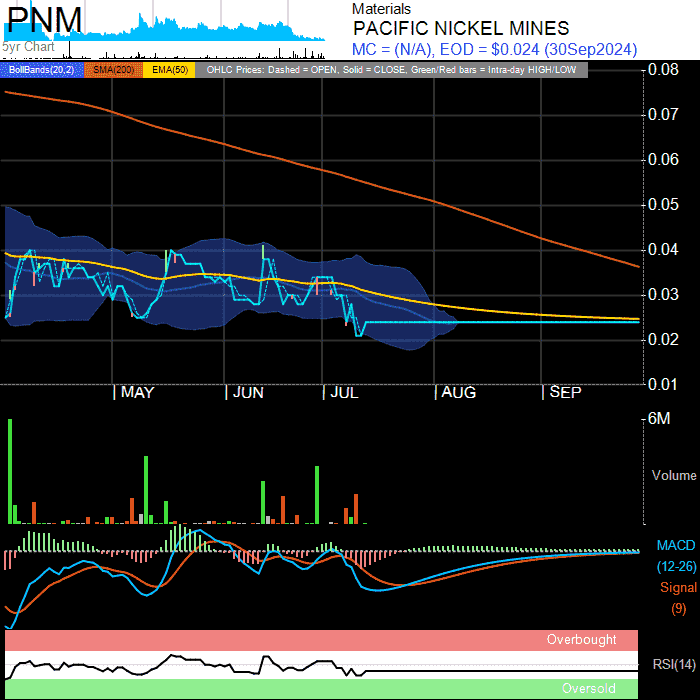 PNM
5yr Chart
Materials
PACIFIC NICKEL MINES
MC = (N/A), EOD = $0.024 (30Sep2024)
BollBands(20,2) SMA(200) EMA(50) OHLC Prices: Dashed = OPEN, Solid = CLOSE, Green/Red bars = Intra-day HIGH/LOW
0.08
0.07
0.06
0.05
0.04
0.03
0.02
0.01
MAY JUN JUL AUG SEP
6M
Volume
MACD
(12-26)
Signal
(9)
Overbought
RSI(14)
Oversold